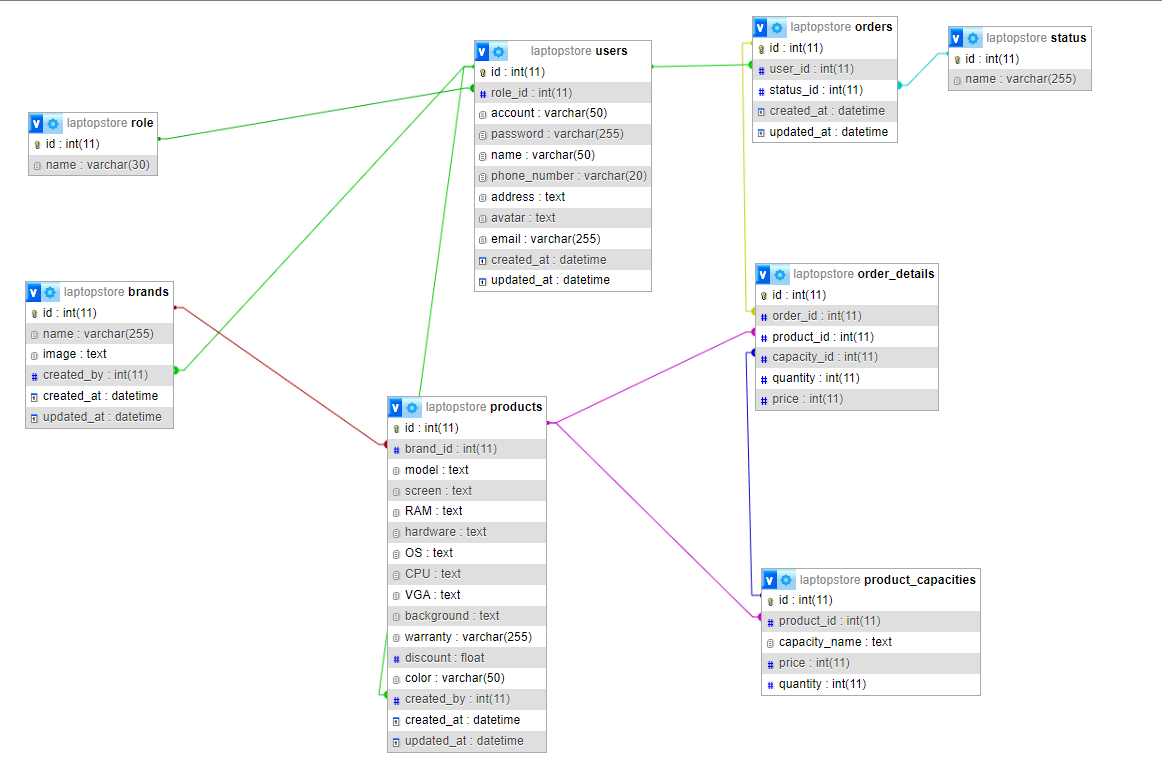 laptopstore role
id : int(11)
name : varchar(30)
laptopstore users
id : int(11)
role_id : int(11)
account : varchar(50)
password : varchar(255)
name : varchar(50)
phone_number : varchar(20)
address : text
avatar : text
email : varchar(255)
created_at : datetime
updated_at : datetime
laptopstore orders
id : int(11)
user_id : int(11)
status_id : int(11)
created_at : datetime
updated_at : datetime
laptopstore status
id : int(11)
name : varchar(255)
laptopstore brands
id : int(11)
name : varchar(255)
image : text
created_by : int(11)
created_at : datetime
updated_at : datetime
laptopstore products
id : int(11)
brand_id : int(11)
model : text
screen : text
RAM : text
hardware : text
OS : text
CPU : text
VGA : text
background : text
warranty : varchar(255)
discount : float
color : varchar(50)
created_by : int(11)
created_at : datetime
updated_at : datetime
laptopstore order_details
id : int(11)
order_id : int(11)
product_id : int(11)
capacity_id : int(11)
quantity : int(11)
price : int(11)
laptopstore product_capacities
id : int(11)
product_id : int(11)
capacity_name : text
price : int(11)
quantity : int(11)